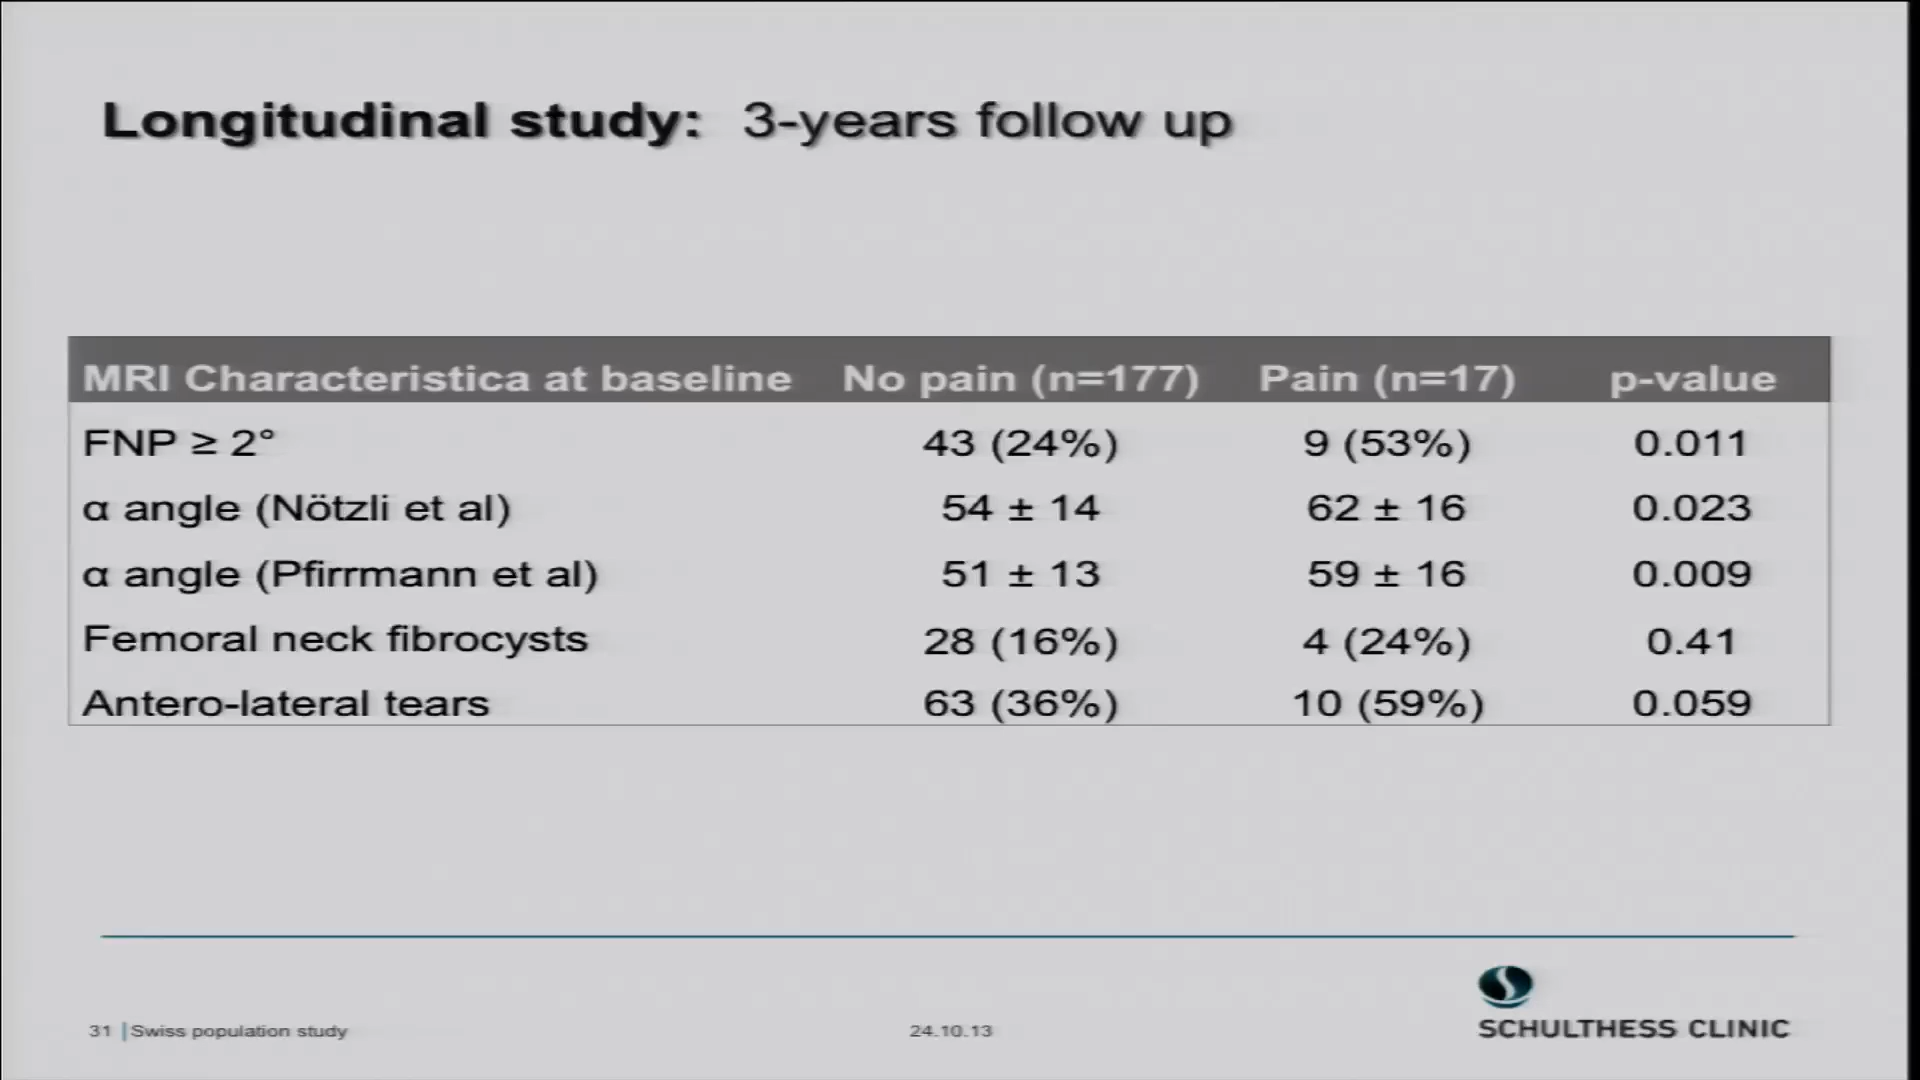 Longitudinal study: 3-years follow up
MRI Characteristica at baseline No pain (n=177) Pain (n=17) p-value
FNP ≥ 2° 43 (24%) 9 (53%) 0.011
α angle (Nötzli et al) 54 ± 14 62 ± 16 0.023
α angle (Pfirrmann et al) 51 ± 13 59 ± 16 0.009
Femoral neck fibrocysts 28 (16%) 4 (24%) 0.41
Antero-lateral tears 63 (36%) 10 (59%) 0.059
31 | Swiss population study 24.10.13 SCHULTHESS CLINIC